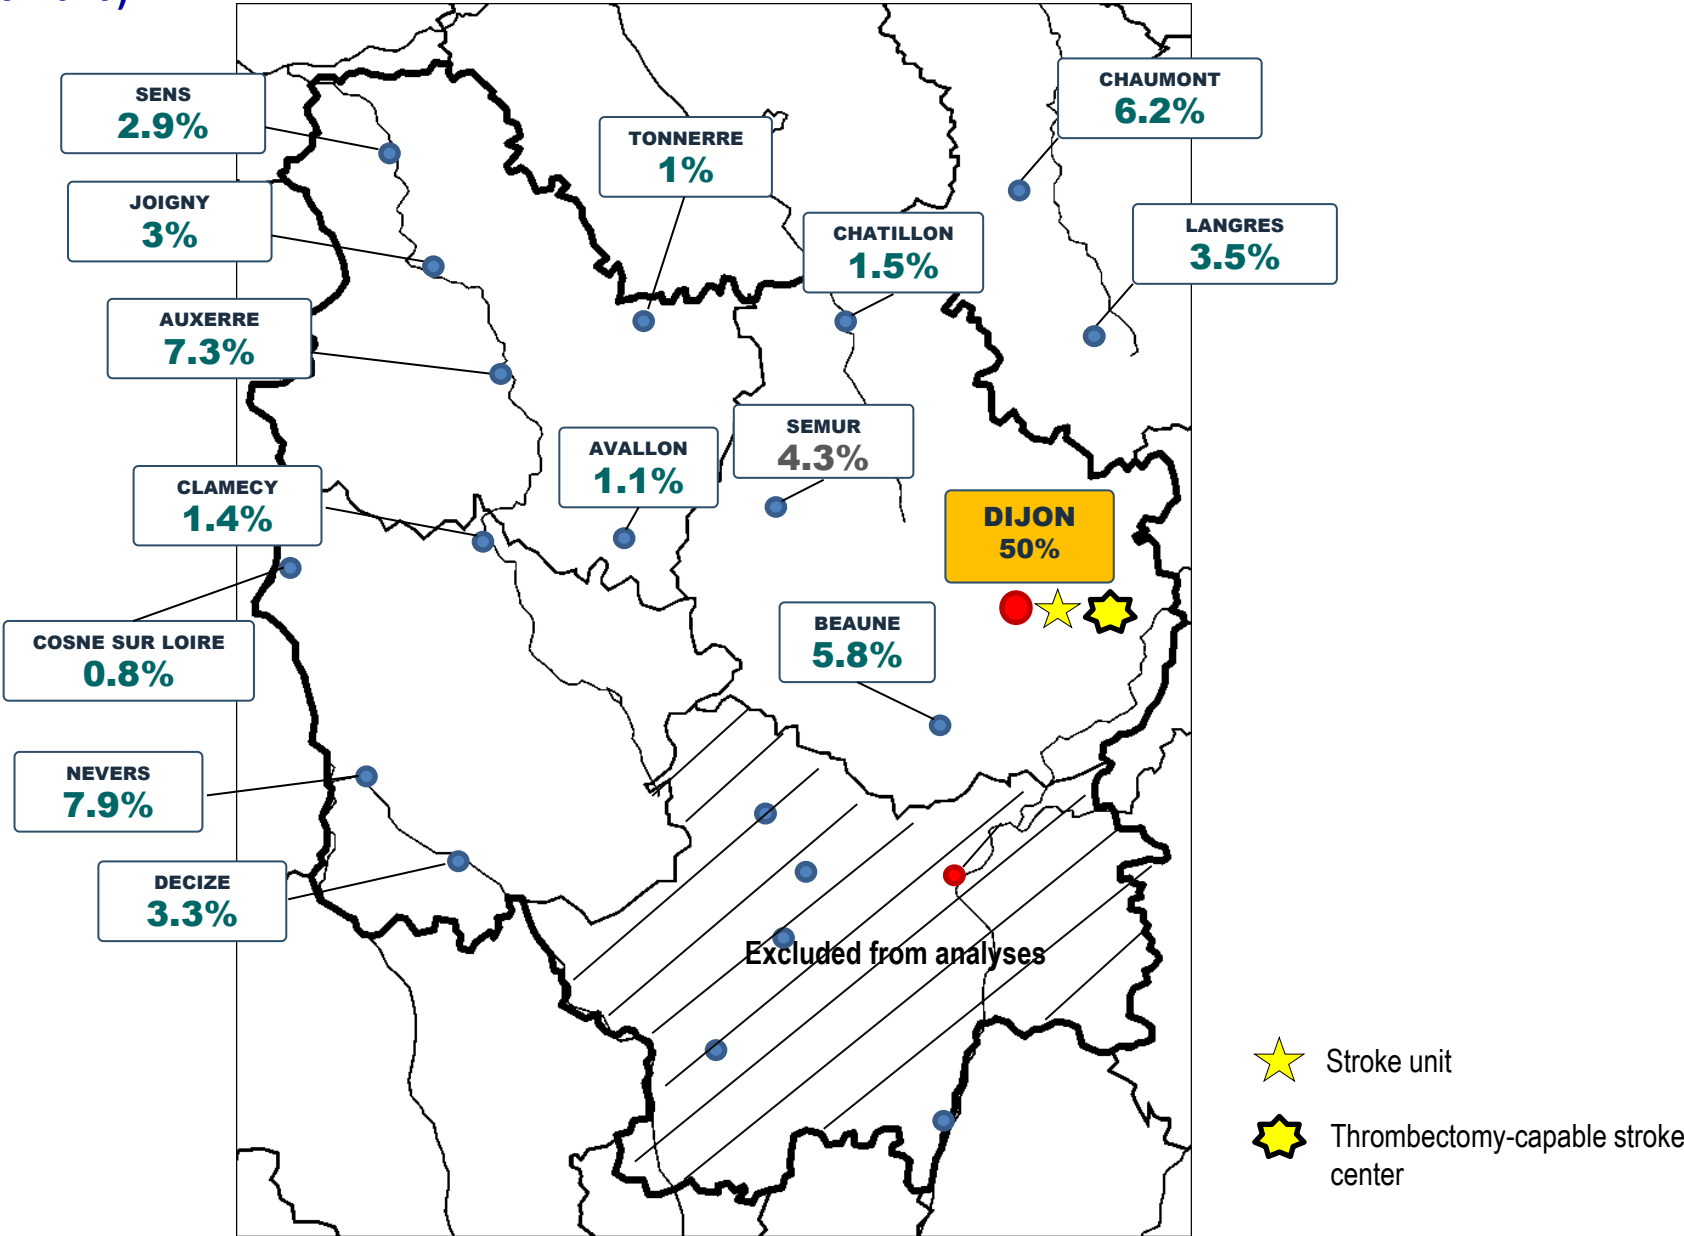 SENS
2.9%
CHAUMONT
6.2%
TONNERRE
1%
JOIGNY
3%
CHATILLON
1.5%
LANGRES
3.5%
AUXERRE
7.3%
SEMUR
4.3%
AVALLON
1.1%
CLAMECY
1.4%
DIJON
50%
BEAUNE
5.8%
COSNE SUR LOIRE
0.8%
NEVERS
7.9%
DECIZE
3.3%
Excluded from analyses
Stroke unit
Thrombectomy-capable stroke
center